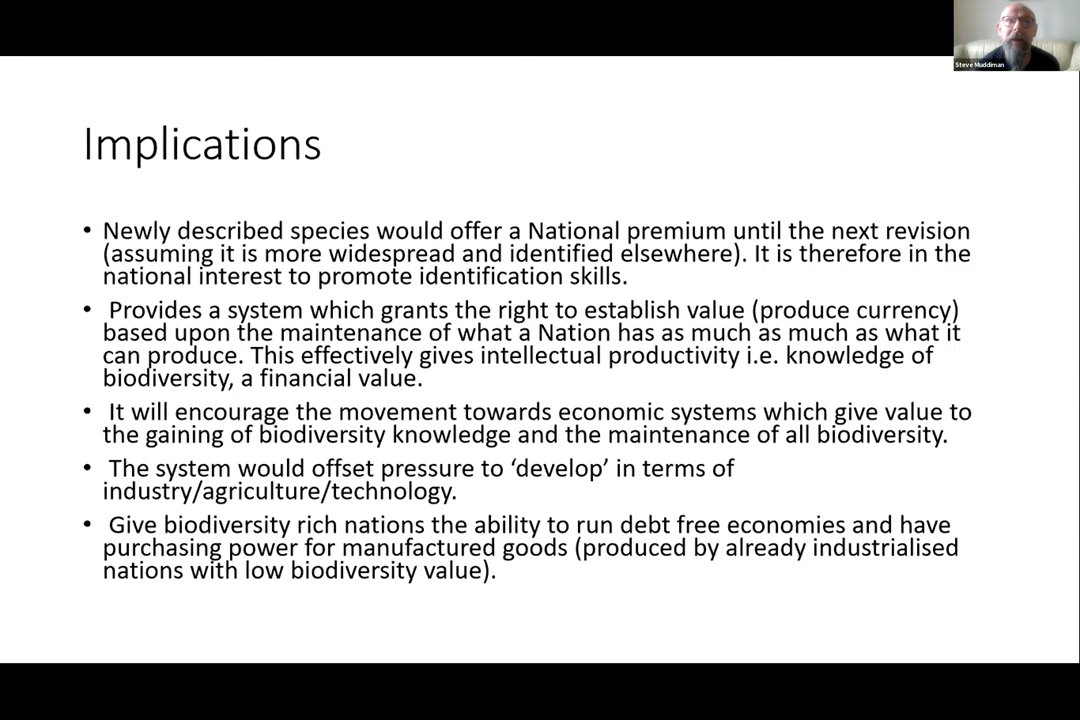 Steve Muddiman
Implications
• Newly described species would offer a National premium until the next revision
(assuming it is more widespread and identified elsewhere). It is therefore in the
national interest to promote identification skills.
• Provides a system which grants the right to establish value (produce currency)
based upon the maintenance of what a Nation has as much as much as what it
can produce. This effectively gives intellectual productivity i.e. knowledge of
biodiversity, a financial value.
• It will encourage the movement towards economic systems which give value to
the gaining of biodiversity knowledge and the maintenance of all biodiversity.
• The system would offset pressure to ‘develop’ in terms of
industry/agriculture/technology.
• Give biodiversity rich nations the ability to run debt free economies and have
purchasing power for manufactured goods (produced by already industrialised
nations with low biodiversity value).